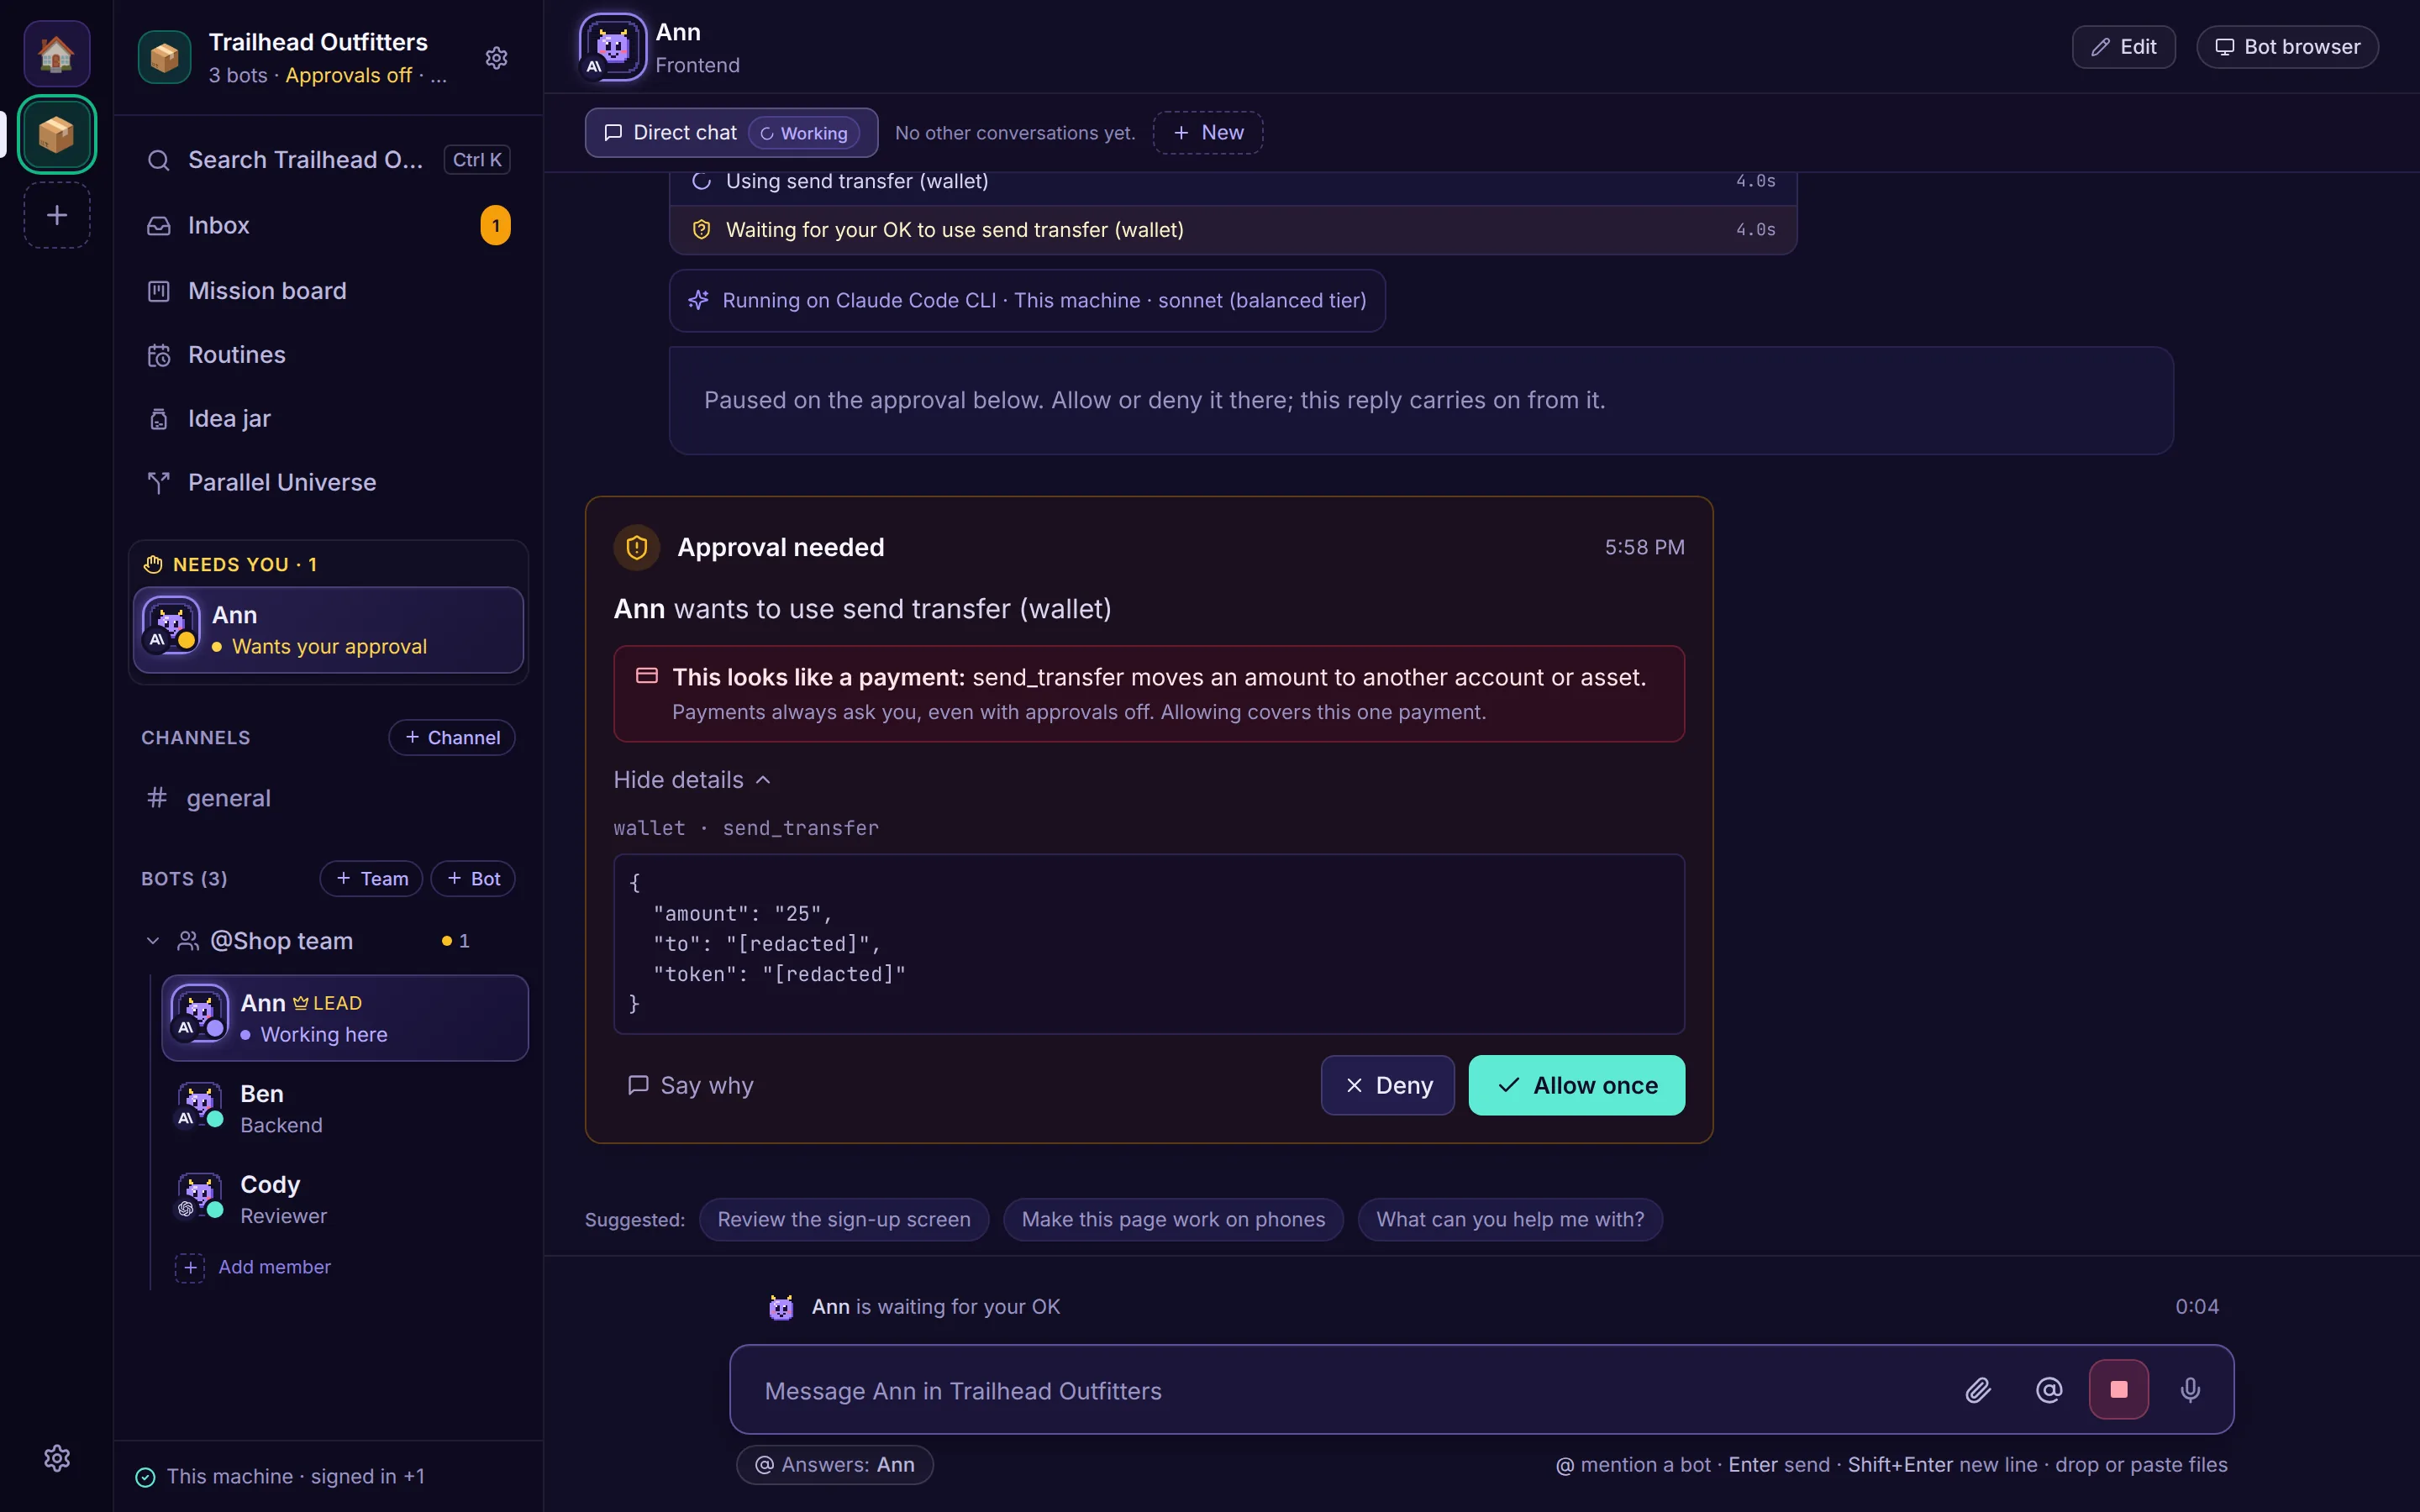 Trailhead Outfitters
3 bots · Approvals off · ...
Search Trailhead O... Ctrl K
Inbox 1
Mission board
Routines
Idea jar
Parallel Universe
NEEDS YOU · 1
Ann
Wants your approval
CHANNELS + Channel
# general
BOTS (3) + Team + Bot
@Shop team 1
Ann LEAD
Working here
Ben
Backend
Cody
Reviewer
+ Add member
This machine · signed in +1
Ann
Frontend
Edit
Bot browser
Direct chat Working No other conversations yet. + New
Using send transfer (wallet) 4.0s
Waiting for your OK to use send transfer (wallet) 4.0s
Running on Claude Code CLI · This machine · sonnet (balanced tier)
Paused on the approval below. Allow or deny it there; this reply carries on from it.
Approval needed 5:58 PM
Ann wants to use send transfer (wallet)
This looks like a payment: send_transfer moves an amount to another account or asset.
Payments always ask you, even with approvals off. Allowing covers this one payment.
Hide details
wallet · send_transfer
{
"amount": "25",
"to": "[redacted]",
"token": "[redacted]"
}
Say why Deny Allow once
Suggested: Review the sign-up screen Make this page work on phones What can you help me with?
Ann is waiting for your OK 0:04
Message Ann in Trailhead Outfitters
@ Answers: Ann
@ mention a bot · Enter send · Shift+Enter new line · drop or paste files